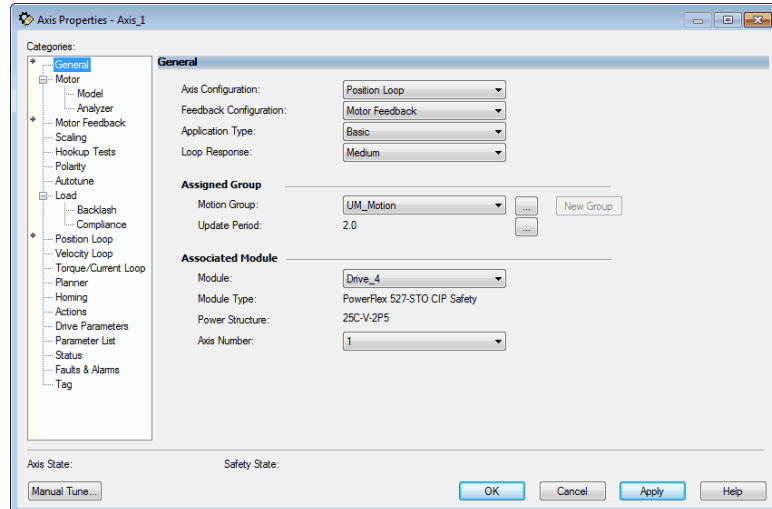 Axis Properties - Axis_1
Categories:
* General
Motor
Model
Analyzer
* Motor Feedback
Scaling
Hookup Tests
Polarity
Autotune
Load
Backlash
Compliance
* Position Loop
Velocity Loop
Torque/Current Loop
Planner
Homing
Actions
Drive Parameters
Parameter List
Status
Faults & Alarms
Tag
General
Axis Configuration: Position Loop
Feedback Configuration: Motor Feedback
Application Type: Basic
Loop Response: Medium
Assigned Group
Motion Group: UM_Motion ... New Group
Update Period: 2.0 ...
Associated Module
Module: Drive_4
Module Type: PowerFlex 527-STO CIP Safety
Power Structure: 25C-V-2P5
Axis Number: 1
Axis State: Safety State:
Manual Tune... OK Cancel Apply Help